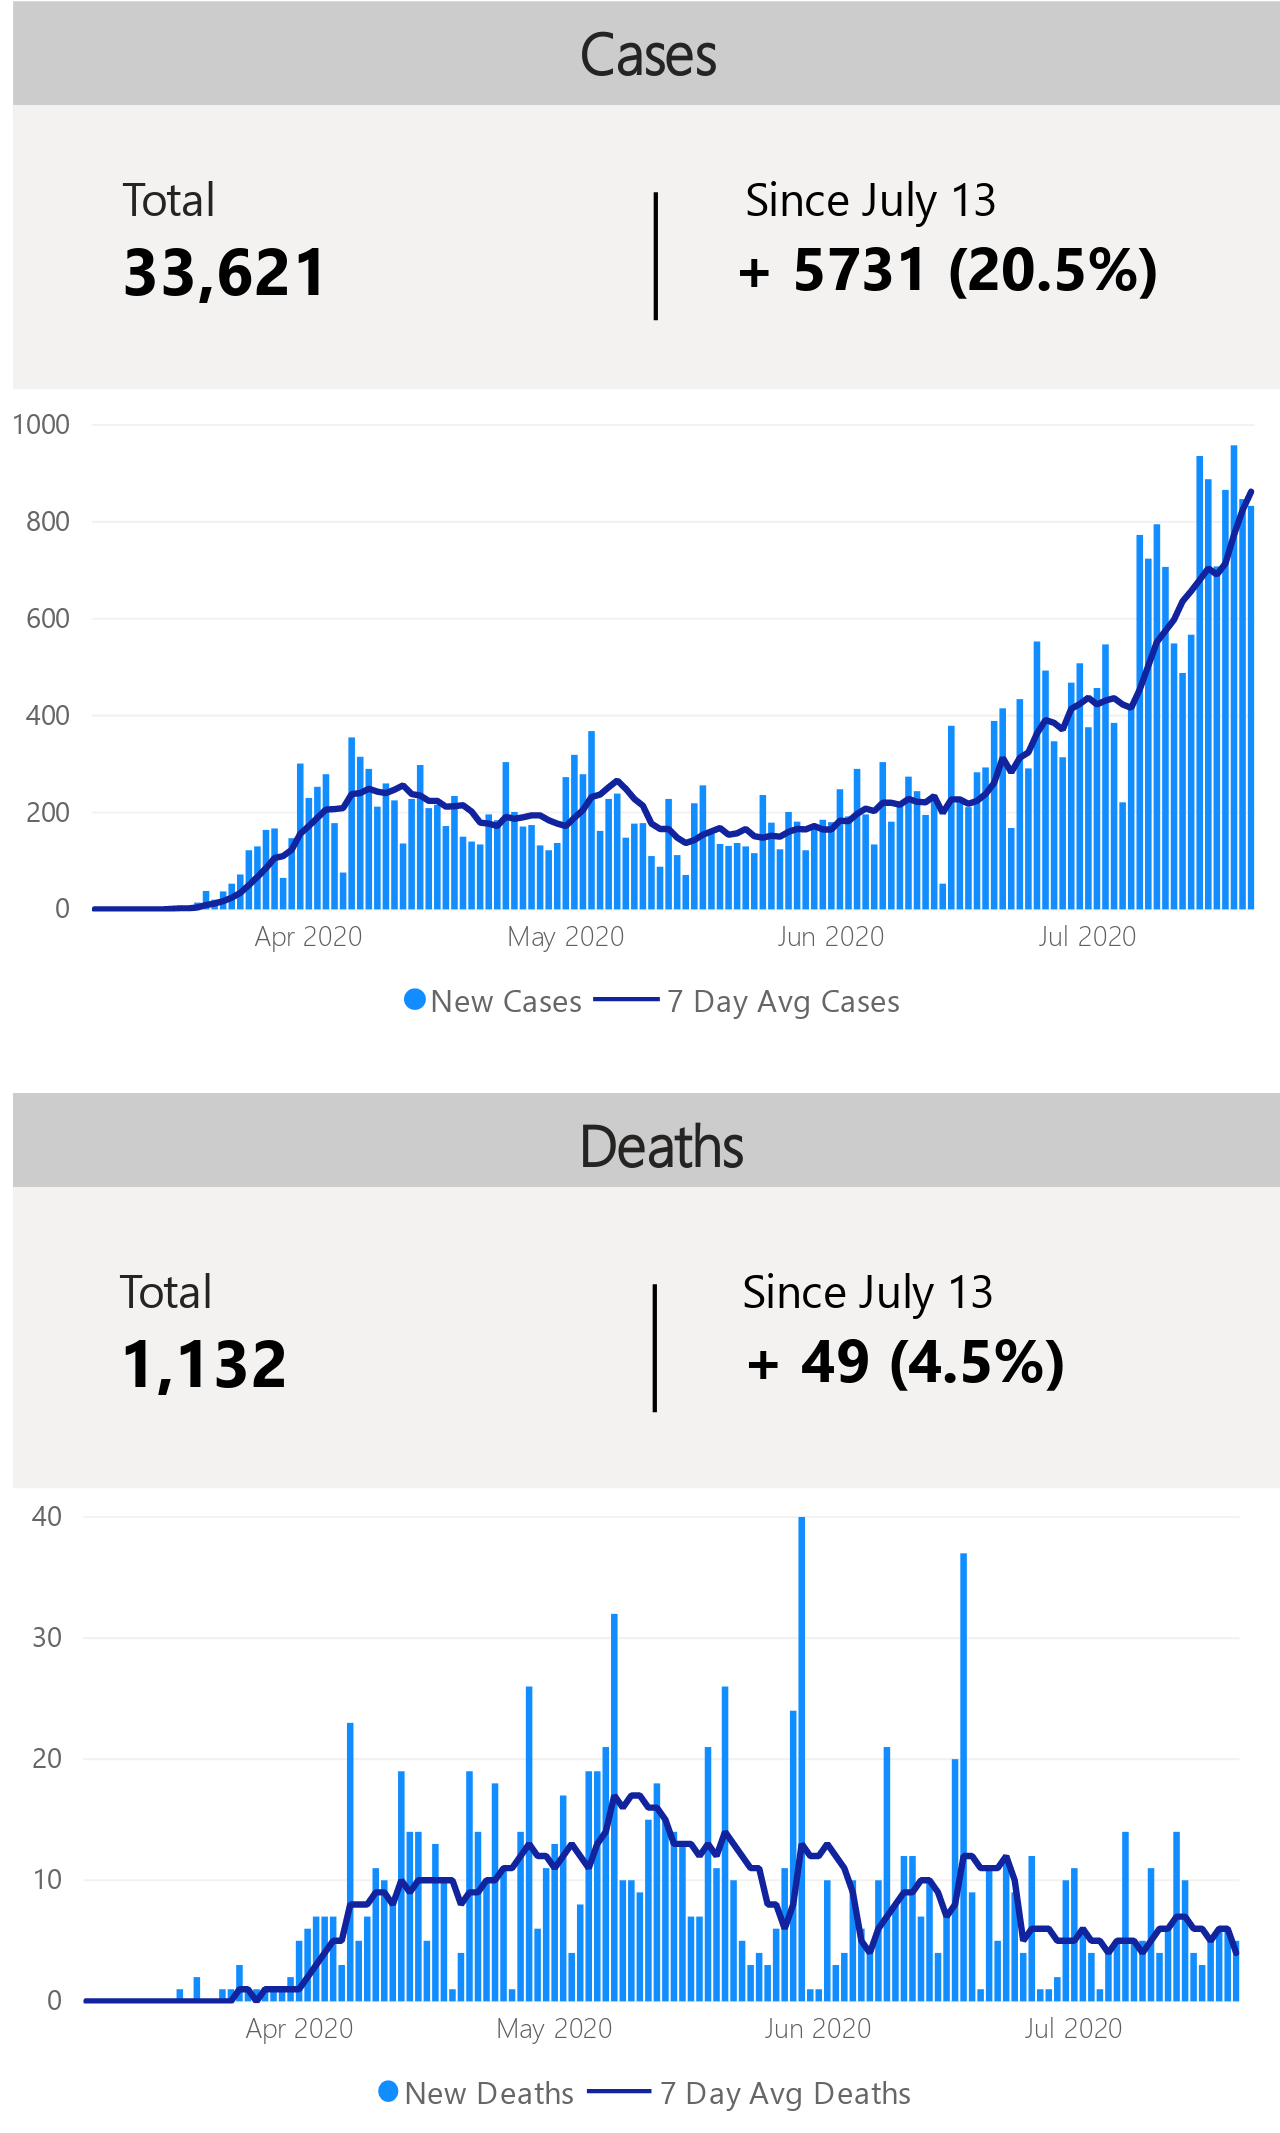 Cases
Total
Since July 13
33,621
+ 5731 (20.5%)
1000
800
600
400
200
0
Apr 2020
May 2020
Jun 2020
Jul 2020
New Cases
7 Day Avg Cases
Deaths
Total
Since July 13
1,132
+ 49 (4.5%)
40
30
20
10
0
Apr 2020
May 2020
Jun 2020
Jul 2020
New Deaths
7 Day Avg Deaths